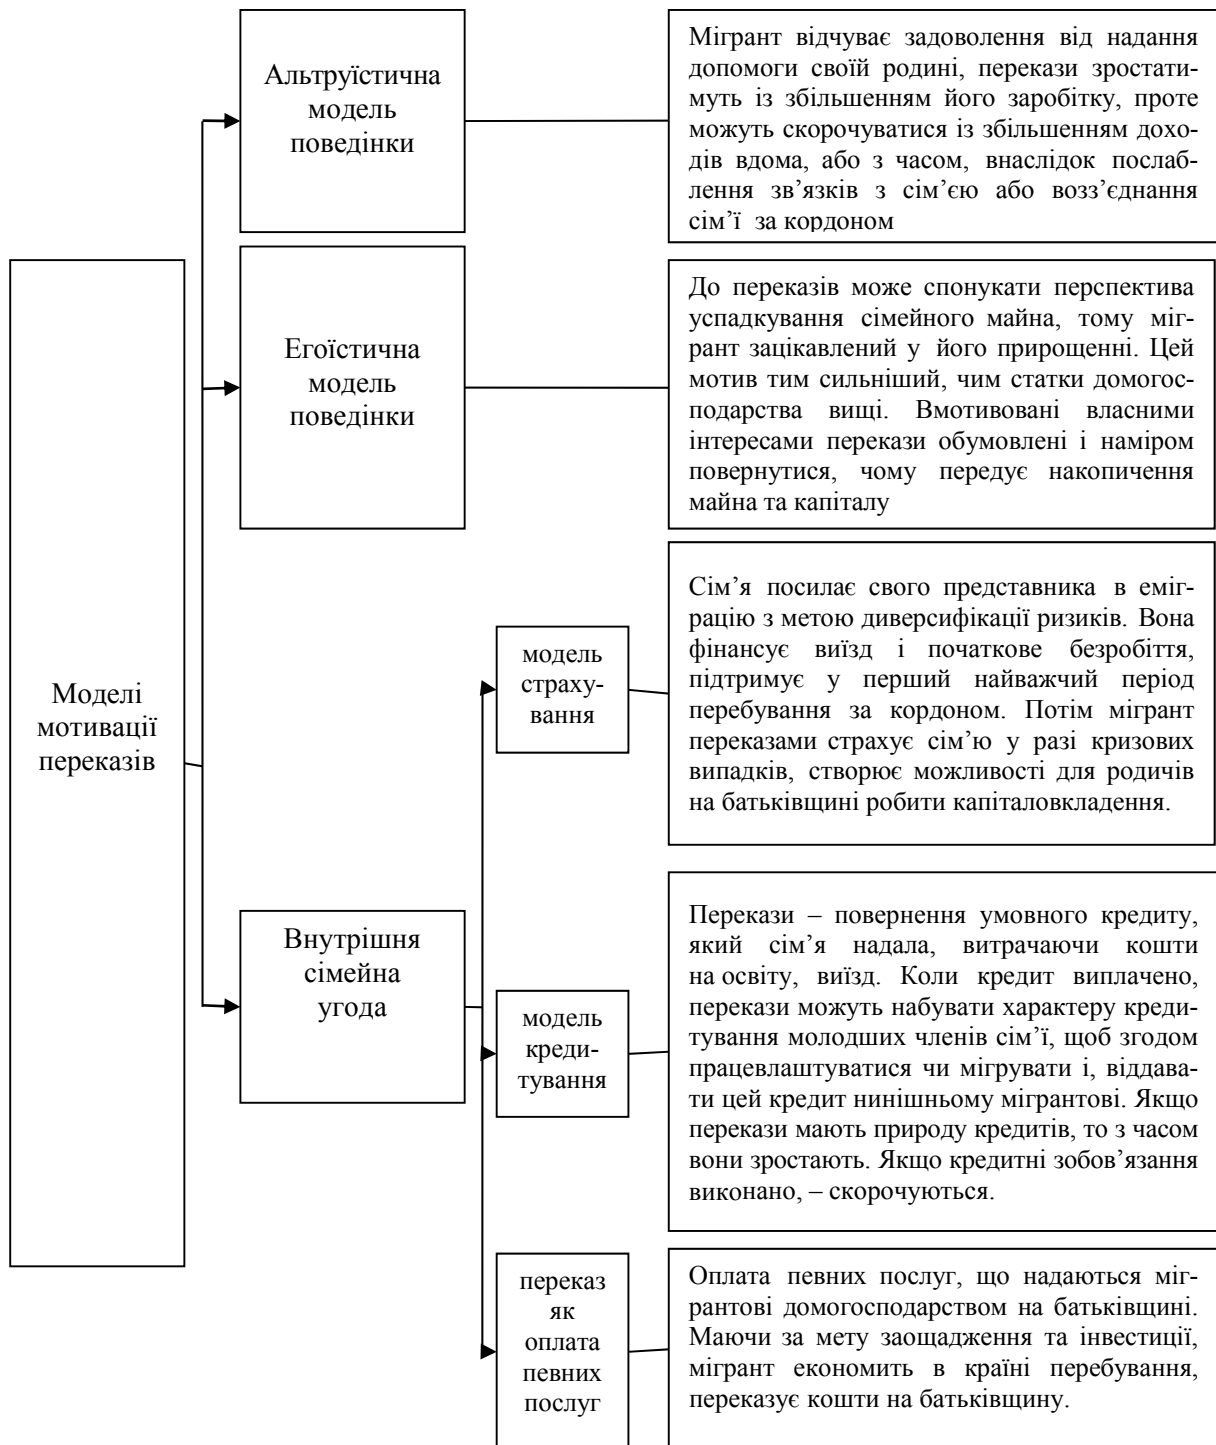 Моделі
мотивації
переказів
Альтруїстична
модель
поведінки
Мігрант відчуває задоволення від надання
допомоги своїй родині, перекази зростати-
муть із збільшенням його заробітку, проте
можуть скорочуватися із збільшенням дохо-
дів вдома, або з часом, внаслідок послаб-
лення зв’язків з сім’єю або возз’єднання
сім’ї за кордоном
Егоїстична
модель
поведінки
До переказів може спонукати перспектива
успадкування сімейного майна, тому міг-
рант зацікавлений у його прирощенні. Цей
мотив тим сильніший, чим статки домогос-
подарства вищі. Вмотивовані власними
інтересами перекази обумовлені і наміром
повернутися, чому передує накопичення
майна та капіталу
Внутрішня
сімейна
угода
модель
страху-
вання
Сім’я посилає свого представника в еміг-
рацію з метою диверсифікації ризиків. Вона
фінансує виїзд і початкове безробіття,
підтримує у перший найважчий період
перебування за кордоном. Потім мігрант
переказами страхує сім’ю у разі кризових
випадків, створює можливості для родичів
на батьківщині робити капіталовкладення.
модель
креди-
тування
Перекази – повернення умовного кредиту,
який сім’я надала, витрачаючи кошти
на освіту, виїзд. Коли кредит виплачено,
перекази можуть набувати характеру креди-
тування молодших членів сім’ї, щоб згодом
працевлаштуватися чи мігрувати і, віддава-
ти цей кредит нинішньому мігрантові. Якщо
перекази мають природу кредитів, то з часом
вони зростають. Якщо кредитні зобов’язання
виконано, – скорочуються.
переказ
як
оплата
певних
послуг
Оплата певних послуг, що надаються міг-
рантові домогосподарством на батьківщині.
Маючи за мету заощадження та інвестиції,
мігрант економить в країні перебування,
переказує кошти на батьківщину.